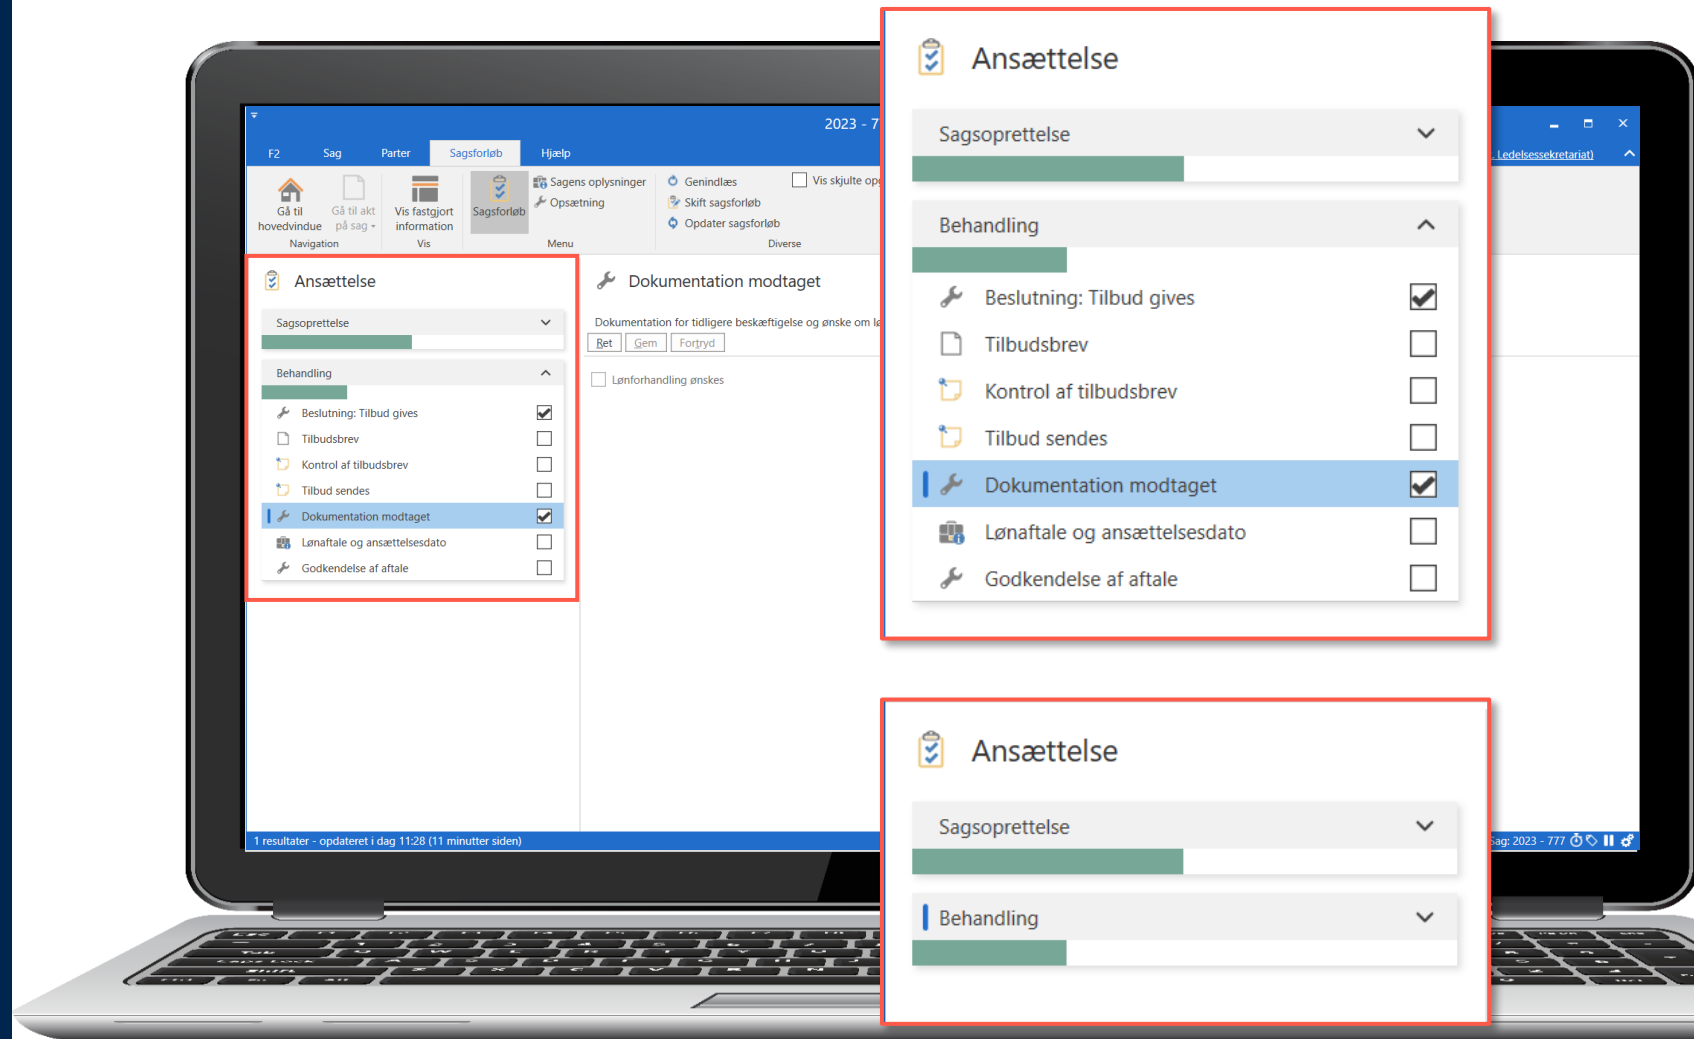 2023 - 7
F2
Sag
Parter
Sagsforløb
Hjælp
. Ledelsessekretariat)
Gå til
hovedvindue
Gå til akt
på sag
Navigation
Vis fastgjort
information
Vis
Sagsforløb
Sagens oplysninger
Opsætning
Menu
Genindlæs
Skift sagsforløb
Opdater sagsforløb
Vis skjulte opg
Diverse
Ansættelse
Sagsoprettelse
Behandling
Beslutning: Tilbud gives
Tilbudsbrev
Kontrol af tilbudsbrev
Tilbud sendes
Dokumentation modtaget
Lønaftale og ansættelsesdato
Godkendelse af aftale
Dokumentation modtaget
Dokumentation for tidligere beskæftigelse og ønske om lø
Ret Gem Fortryd
Lønforhandling ønskes
1 resultater - opdateret i dag 11:28 (11 minutter siden)
Sag: 2023 - 777
Ansættelse
Sagsoprettelse
Behandling
Beslutning: Tilbud gives
Tilbudsbrev
Kontrol af tilbudsbrev
Tilbud sendes
Dokumentation modtaget
Lønaftale og ansættelsesdato
Godkendelse af aftale
Ansættelse
Sagsoprettelse
Behandling